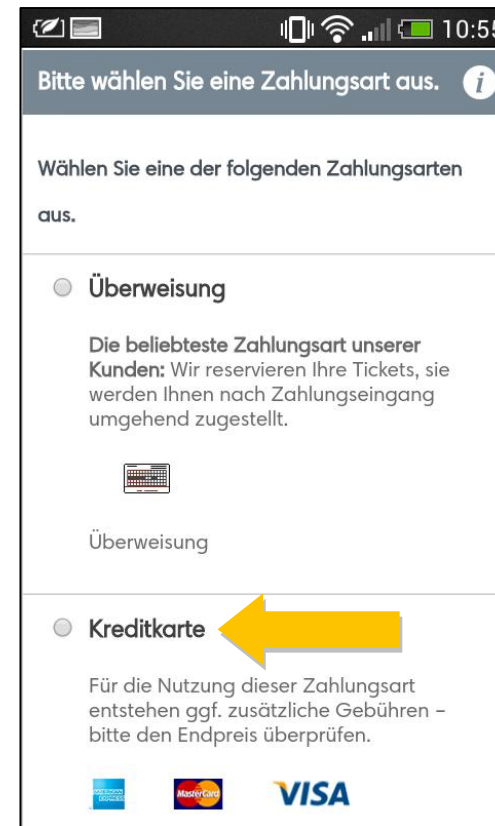 10:55
Bitte wählen Sie eine Zahlungsart aus. i
Wählen Sie eine der folgenden Zahlungsarten
aus.
Überweisung
Die beliebteste Zahlungsart unserer
Kunden: Wir reservieren Ihre Tickets, sie
werden Ihnen nach Zahlungseingang
umgehend zugestellt.
Überweisung
Kreditkarte
Für die Nutzung dieser Zahlungsart
entstehen ggf. zusätzliche Gebühren –
bitte den Endpreis überprüfen.
AMERICAN EXPRESS MasterCard VISA